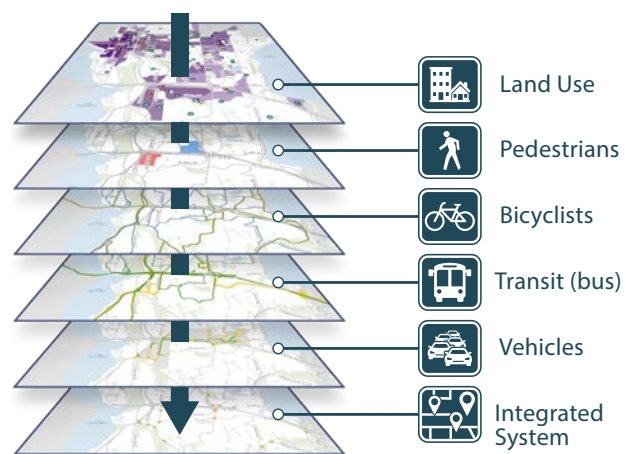 Land Use
Pedestrians
Bicyclists
Transit (bus)
Vehicles
Integrated
System